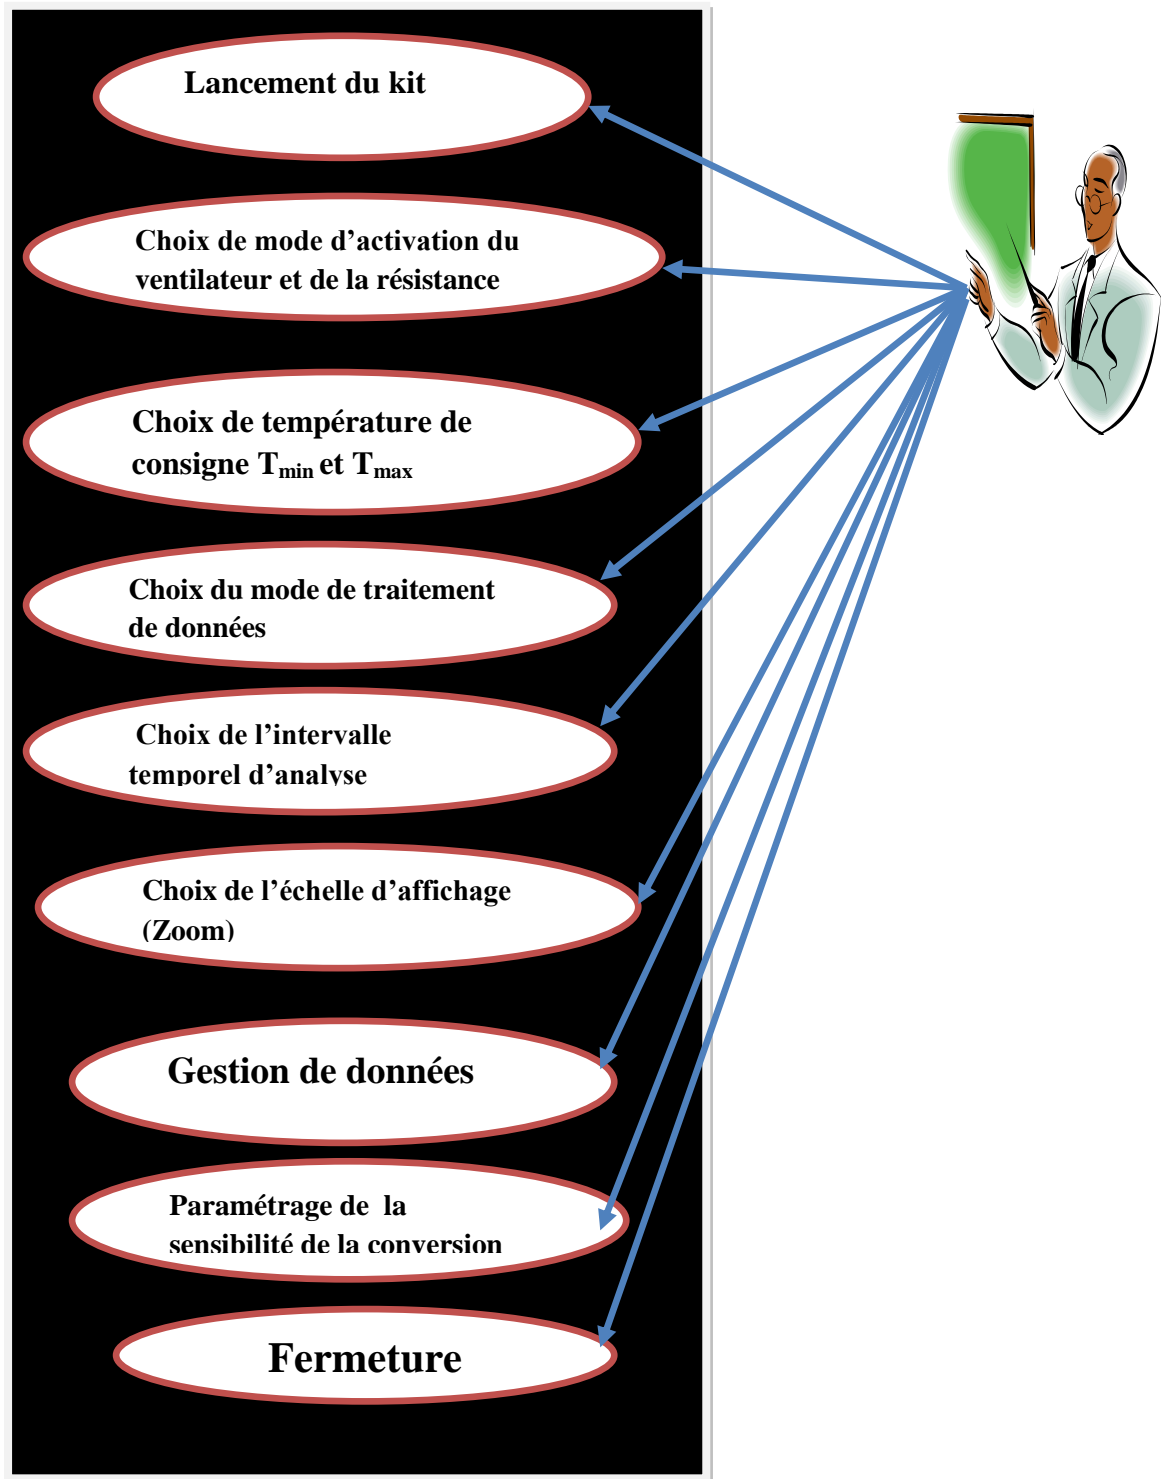 Lancement du kit
Choix de mode d’activation du
ventilateur et de la résistance
Choix de température de
consigne Tmin et Tmax
Choix du mode de traitement
de données
Choix de l’intervalle
temporel d’analyse
Choix de l’échelle d’affichage
(Zoom)
Gestion de données
Paramétrage de la
sensibilité de la conversion
Fermeture